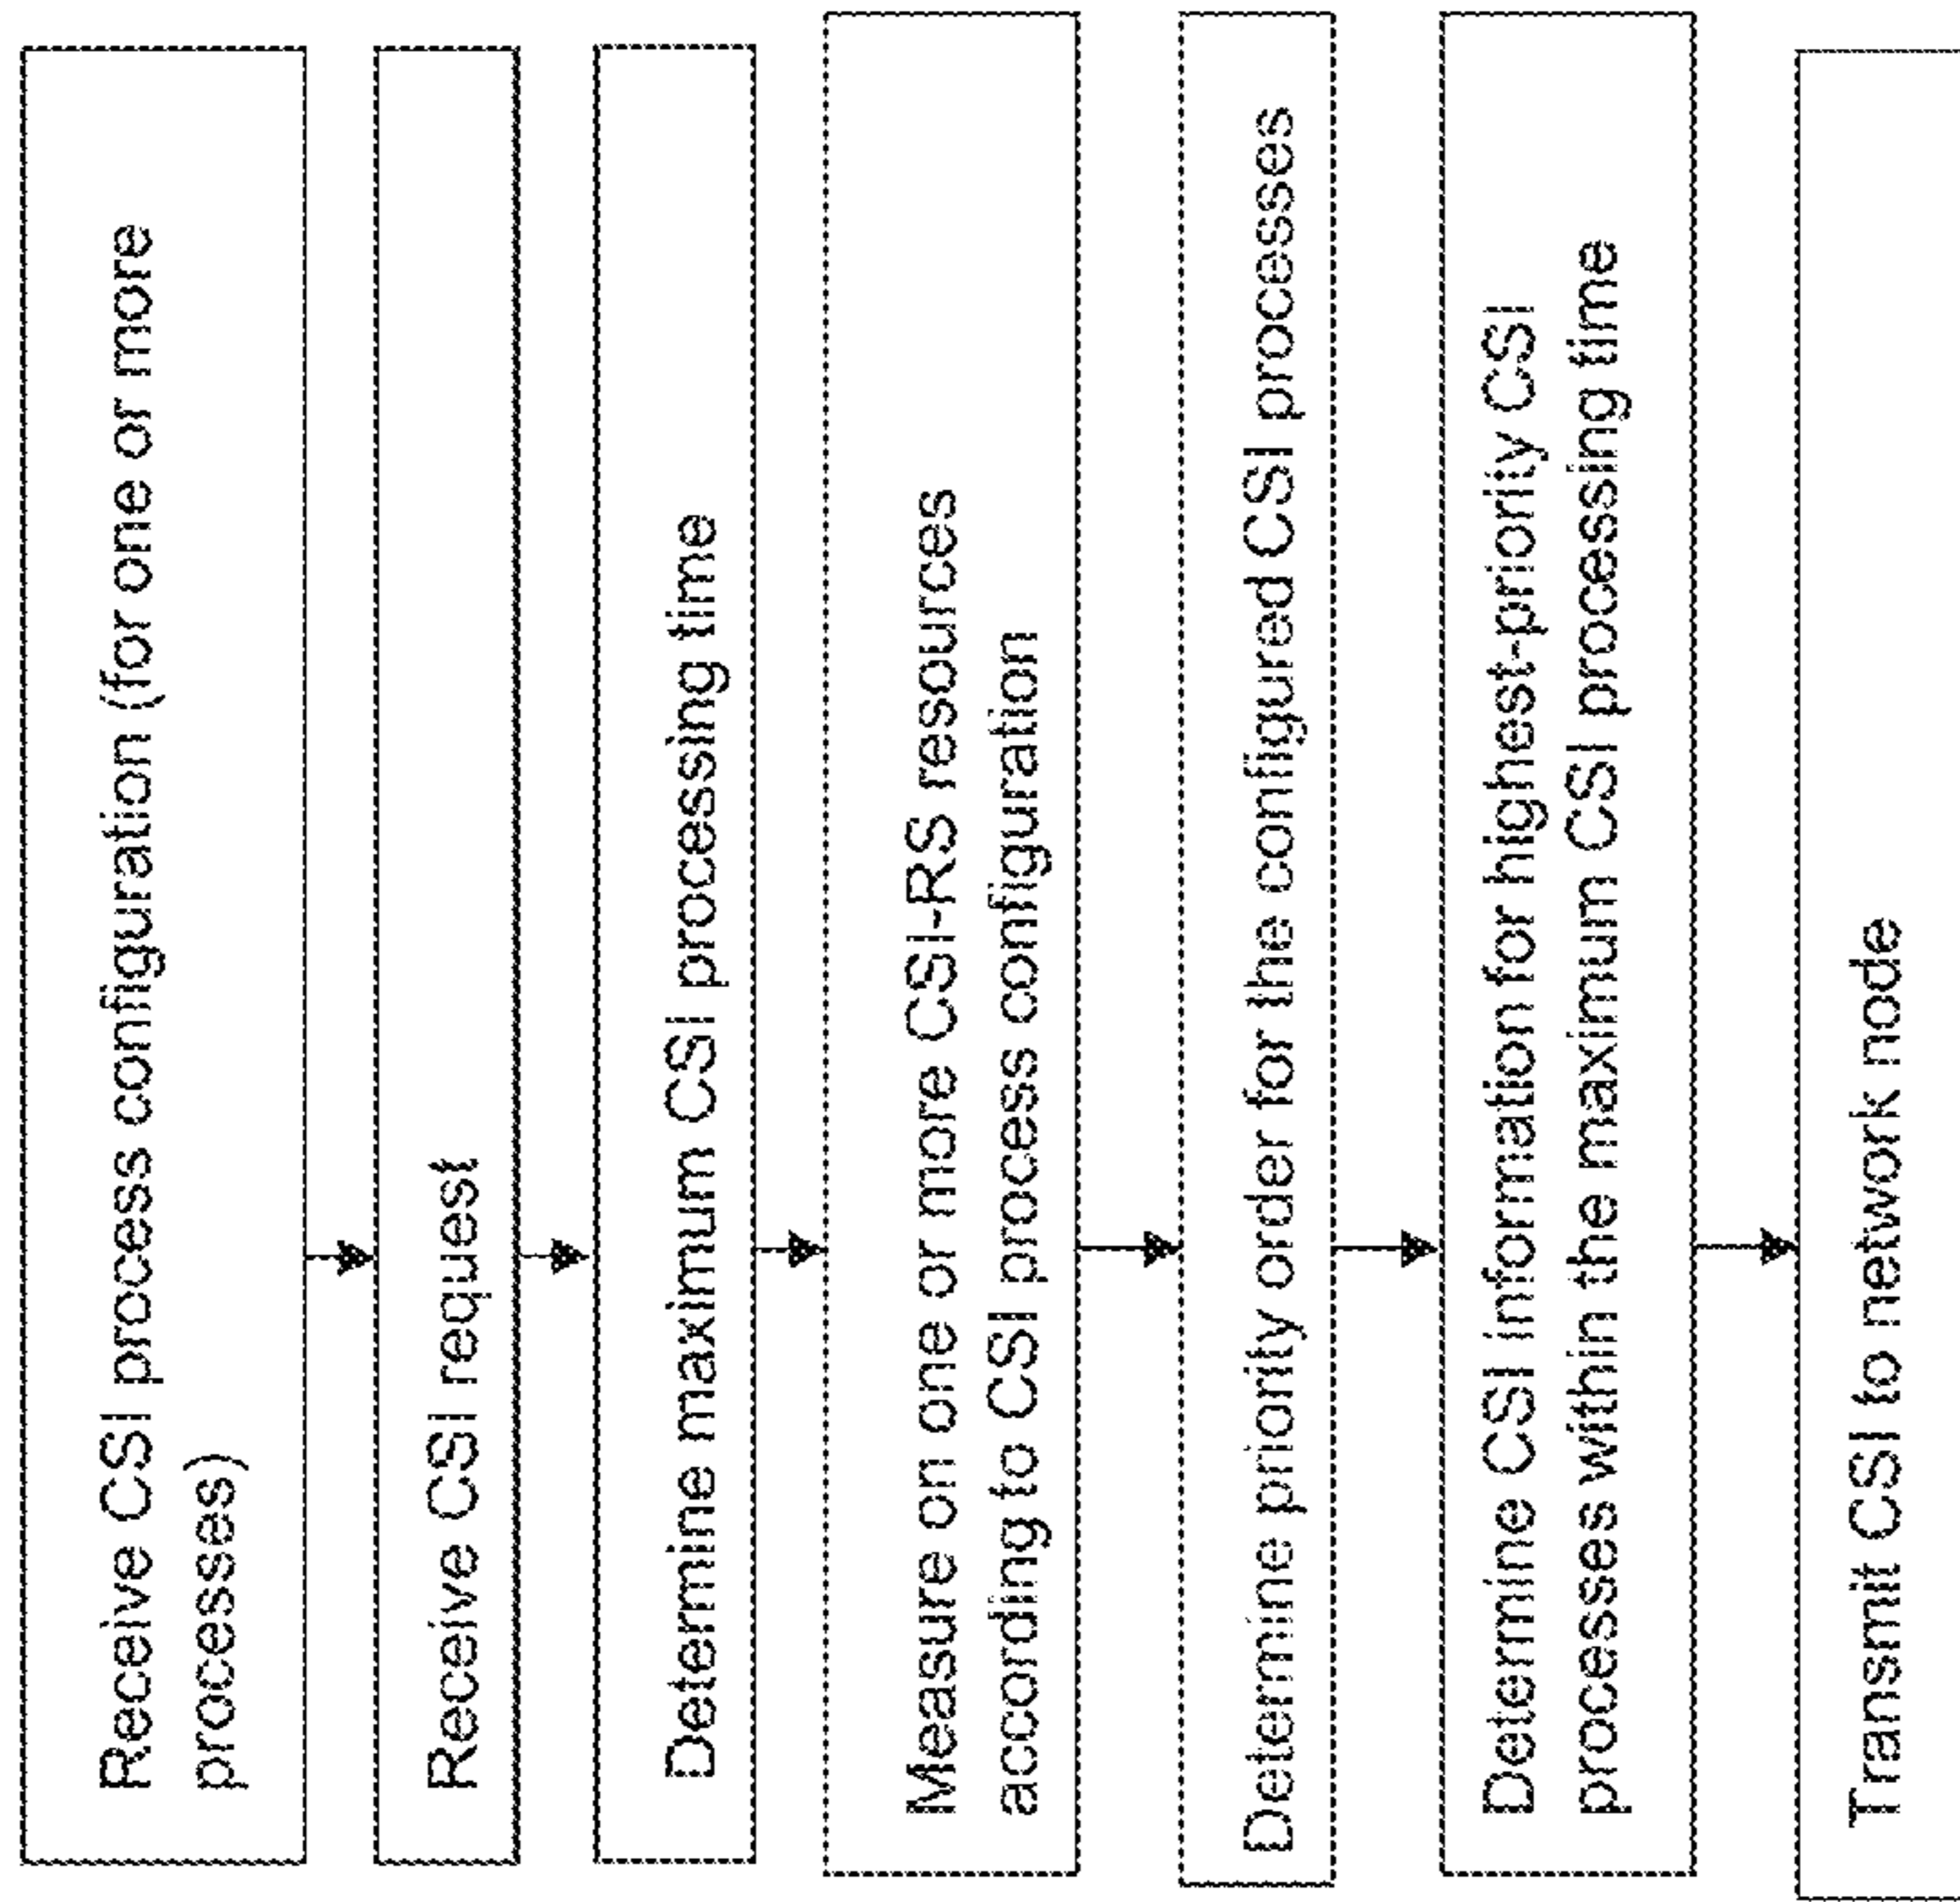 Receive CSI process configuration (for one or more
processes)
Receive CSI request
Determine maximum CSI processing time
Measure on one or more CSI-RS resources
according to CSI process configuration
Determine priority order for the configured CSI processes
Determine CSI information for highest-priority CSI
processes within the maximum CSI processing time
Transmit CSI to network node